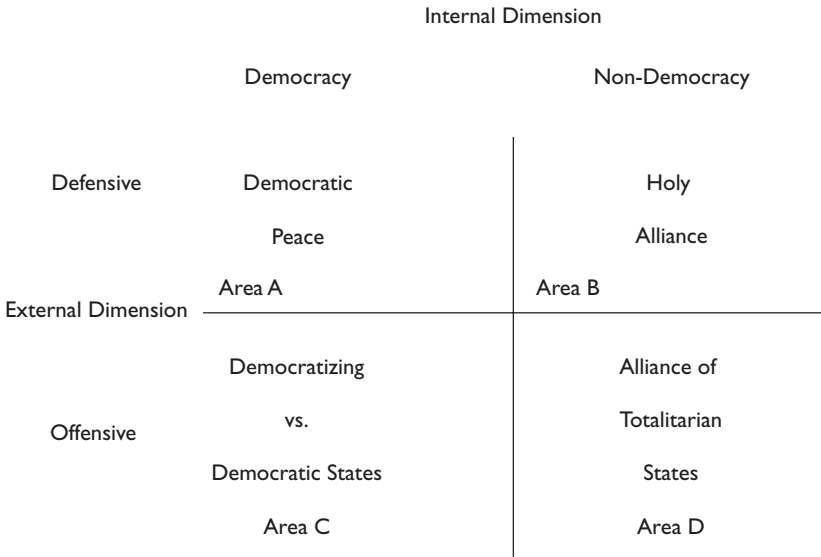 Internal Dimension
Democracy Non-Democracy
Defensive Democratic Holy
Peace Alliance
Area A Area B
External Dimension
Democratizing Alliance of
vs. Totalitarian
Offensive
Democratic States States
Area C Area D